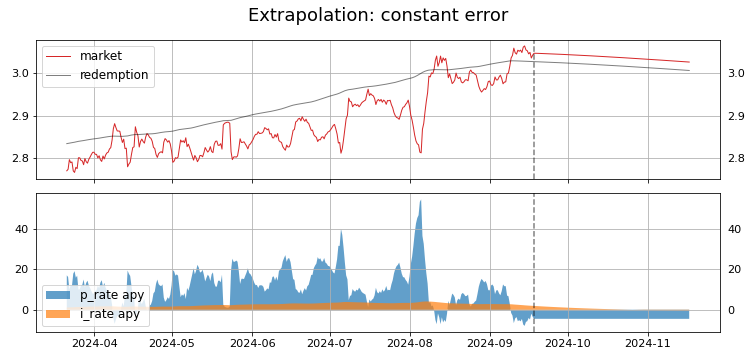 Extrapolation: constant error
market
redemption
3.0 3.0
2.9 2.9
2.8 2.8
40 40
20 20
p_rate apy
i_rate apy
0 0
2024-04 2024-05 2024-06 2024-07 2024-08 2024-09 2024-10 2024-11